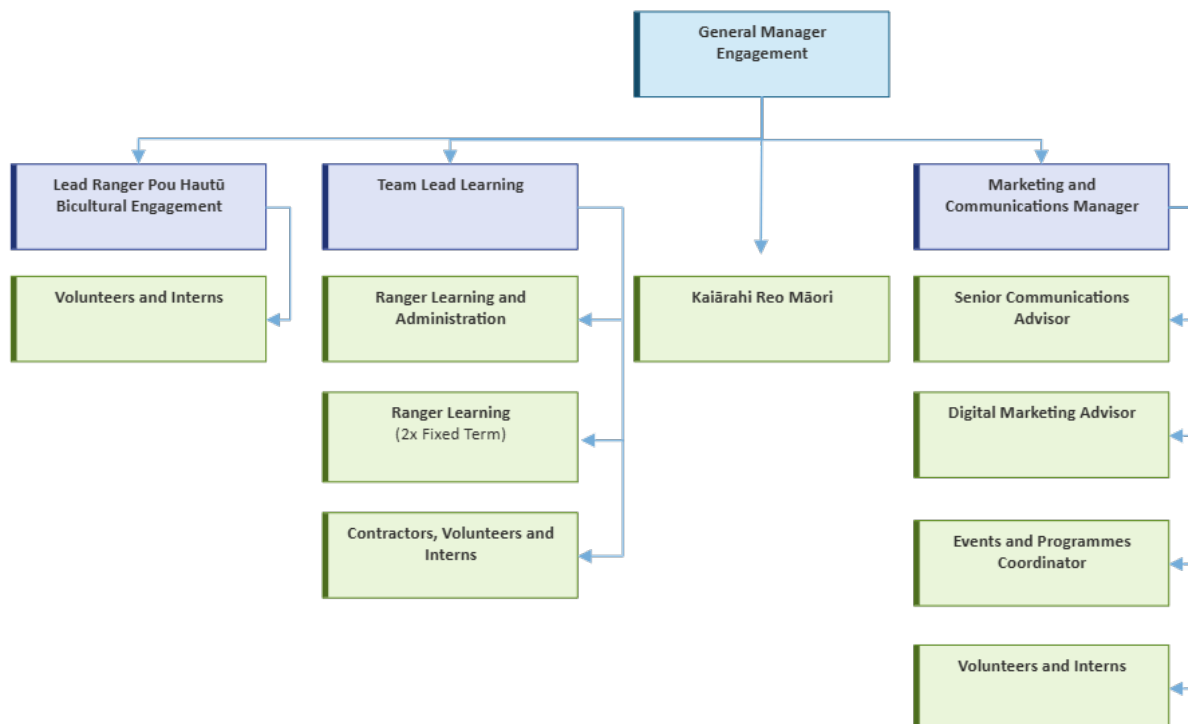 General Manager
Engagement
Lead Ranger Pou Hautū
Bicultural Engagement
Team Lead Learning
Marketing and
Communications Manager
Volunteers and Interns
Ranger Learning and
Administration
Kaiārahi Reo Māori
Senior Communications
Advisor
Ranger Learning
(2x Fixed Term)
Digital Marketing Advisor
Contractors, Volunteers and
Interns
Events and Programmes
Coordinator
Volunteers and Interns